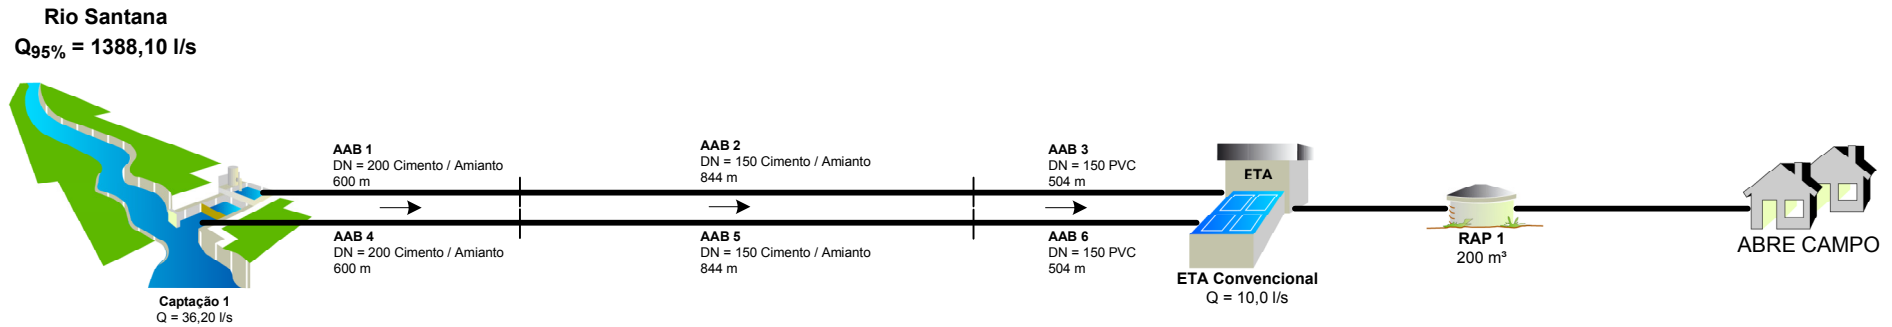 Rio Santana
Q95% = 1388,10 l/s
AAB 1
DN = 200 Cimento / Amianto
600 m
AAB 2
DN = 150 Cimento / Amianto
844 m
AAB 3
DN = 150 PVC
504 m
ETA
AAB 4
DN = 200 Cimento / Amianto
600 m
AAB 5
DN = 150 Cimento / Amianto
844 m
AAB 6
DN = 150 PVC
504 m
RAP 1
200 m³
ABRE CAMPO
ETA Convencional
Q = 10,0 l/s
Captação 1
Q = 36,20 l/s